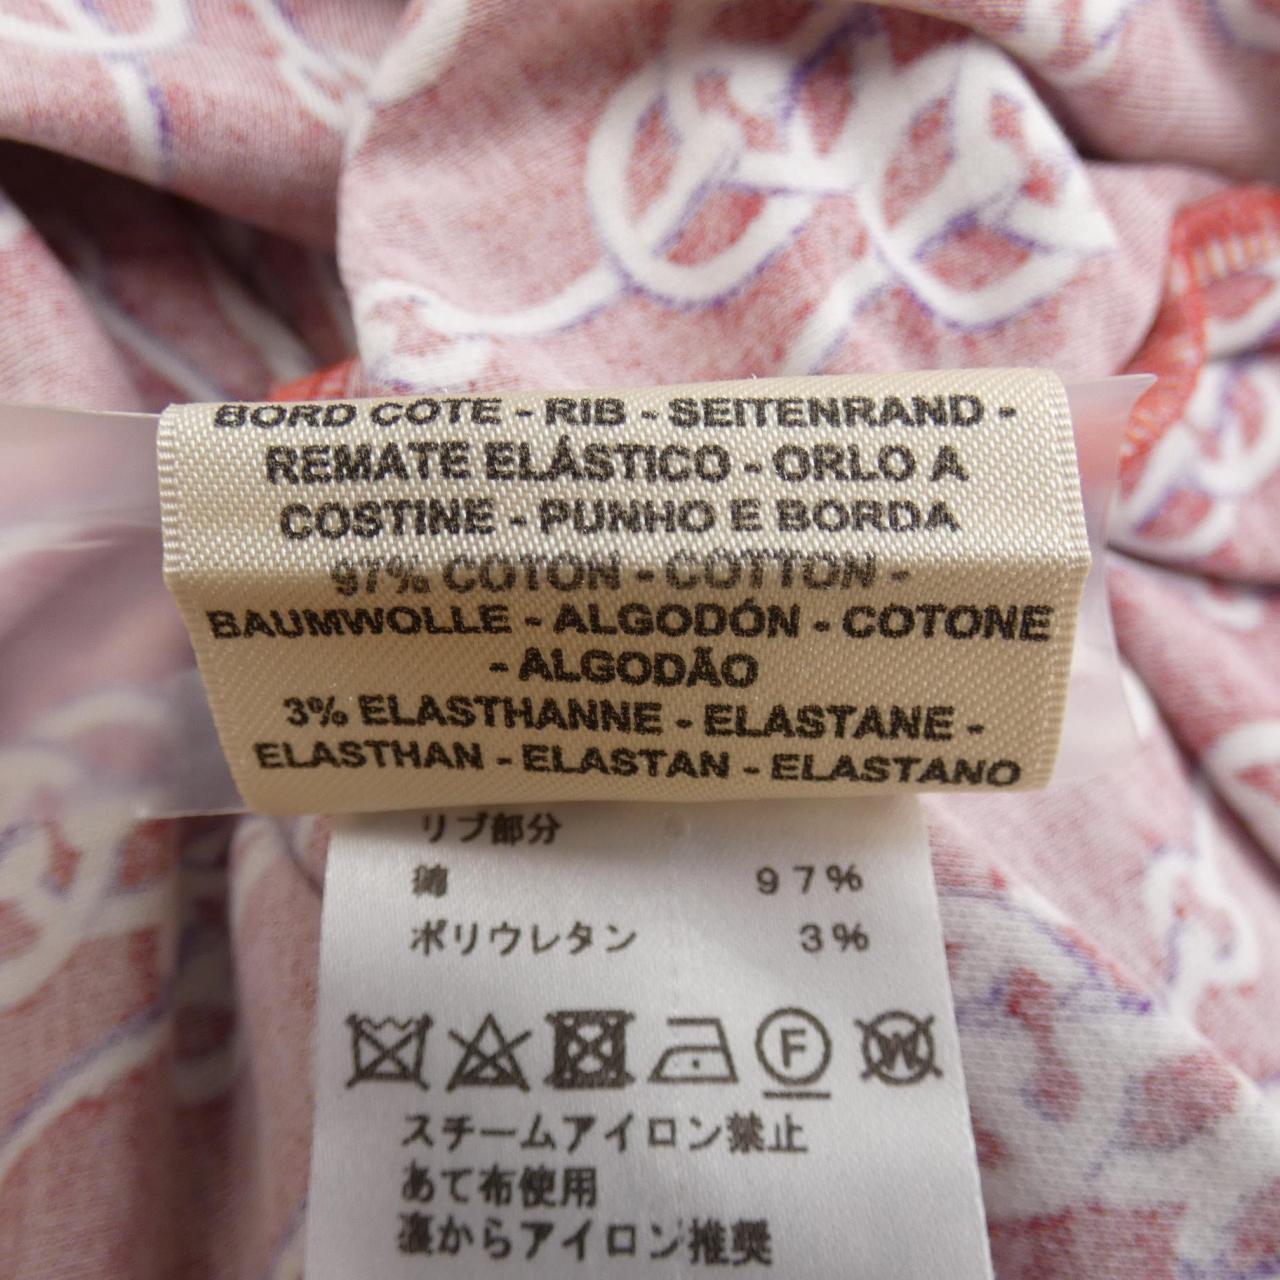 BORD COTE - RIB - SEITENRAND -
REMATE ELÁSTICO - ORLO A
COSTINE - PUNHO E BORDA
97% COTON - COTTON -
BAUMWOLLE - ALGODÓN - COTONE
- ALGODÃO
3% ELASTHANNE - ELASTANE -
ELASTHAN - ELASTAN - ELASTANO
リブ部分
綿 97%
ポリウレタン 3%
F W
スチームアイロン禁止
あて布使用
裏からアイロン推奨